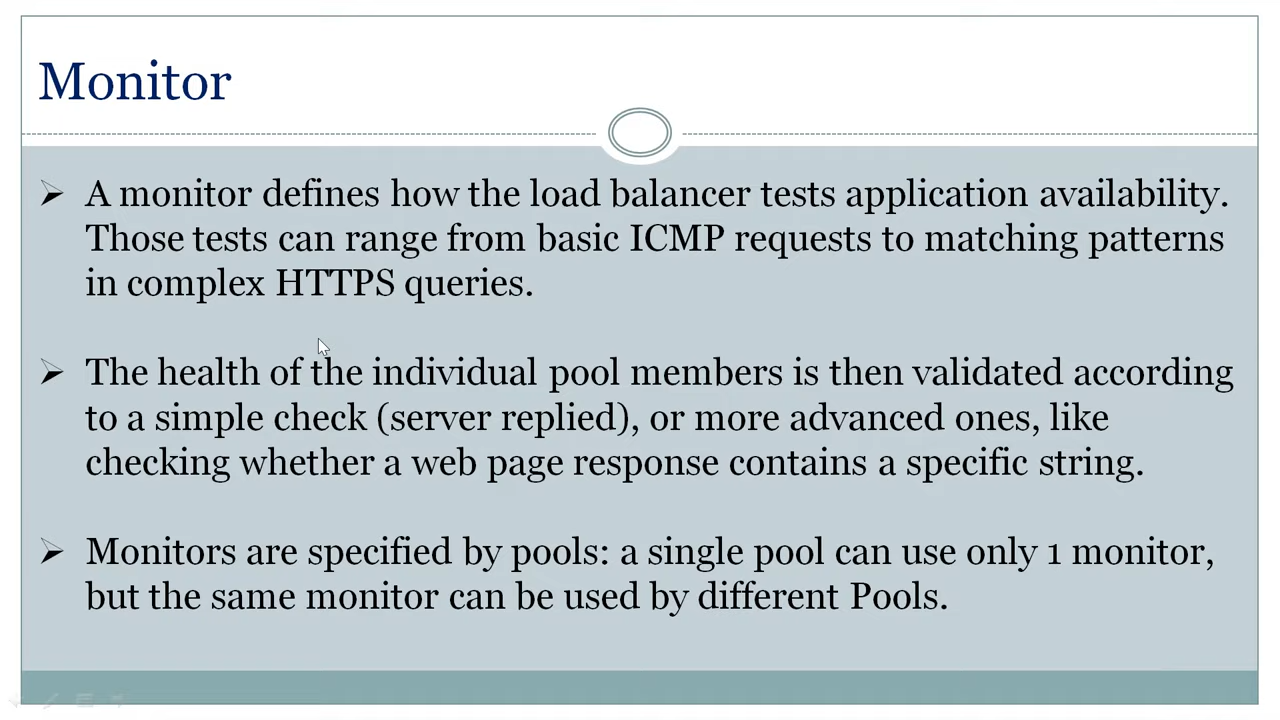 Monitor
A monitor defines how the load balancer tests application availability.
Those tests can range from basic ICMP requests to matching patterns
in complex HTTPS queries.
The health of the individual pool members is then validated according
to a simple check (server replied), or more advanced ones, like
checking whether a web page response contains a specific string.
Monitors are specified by pools: a single pool can use only 1 monitor,
but the same monitor can be used by different Pools.